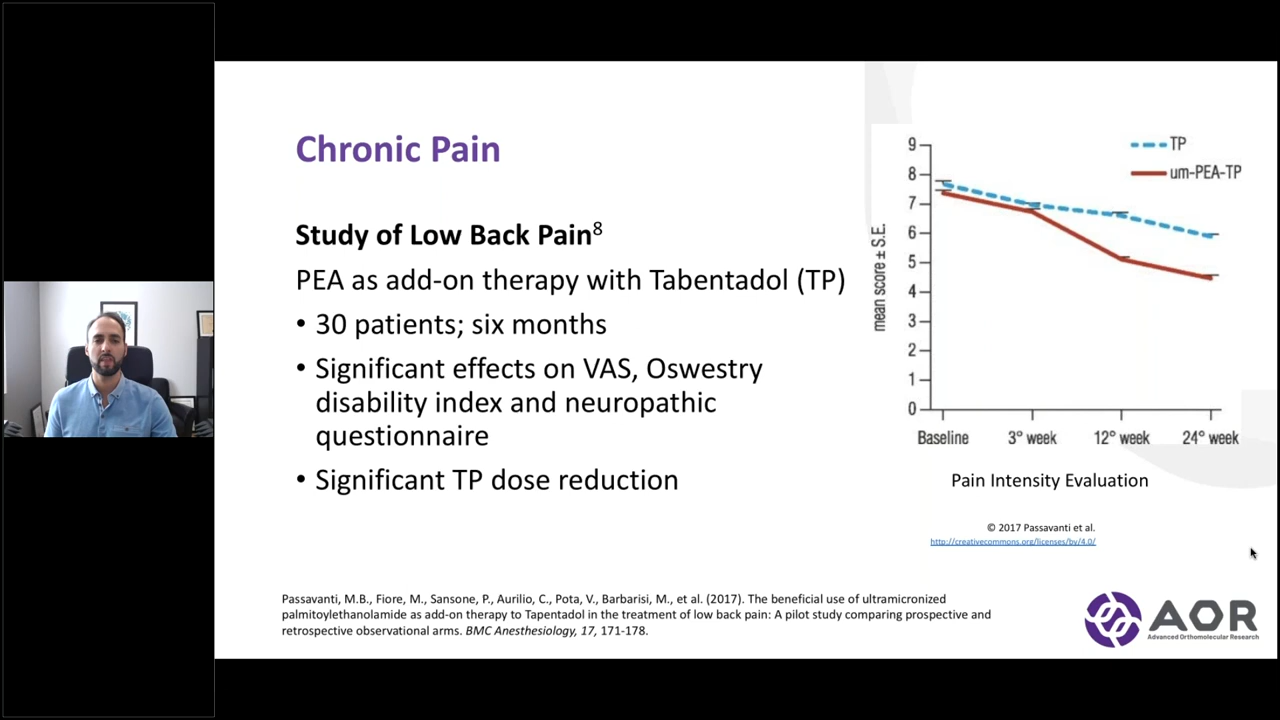 Chronic Pain
Study of Low Back Pain8
PEA as add-on therapy with Tabentadol (TP)
• 30 patients; six months
• Significant effects on VAS, Oswestry
disability index and neuropathic
questionnaire
• Significant TP dose reduction
TP
um-PEA-TP
mean score ± S.E.
9
8
7
6
5
4
3
2
1
0
Baseline 3° week 12° week 24° week
Pain Intensity Evaluation
© 2017 Passavanti et al.
http://creativecommons.org/licenses/by/4.0/
Passavanti, M.B., Fiore, M., Sansone, P., Aurilio, C., Pota, V., Barbarisi, M., et al. (2017). The beneficial use of ultramicronized
palmitoylethanolamide as add-on therapy to Tapentadol in the treatment of low back pain: A pilot study comparing prospective and
retrospective observational arms. BMC Anesthesiology, 17, 171-178.
AOR
Advanced Orthomolecular Research